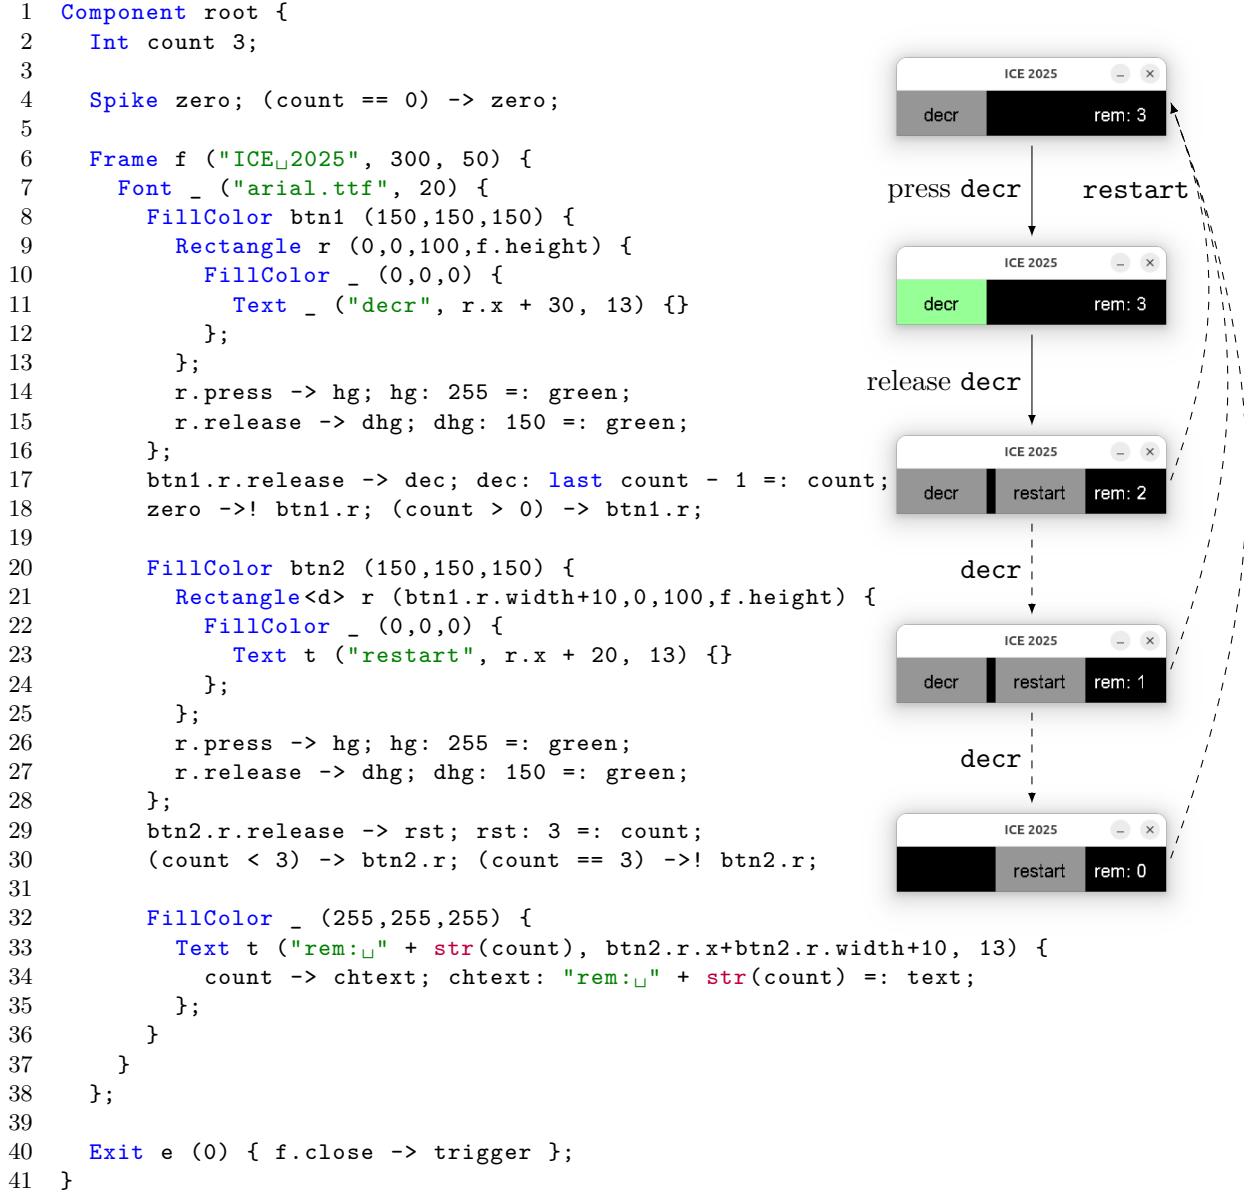 1 Component root {
2 Int count 3;
3
4 Spike zero; (count == 0) -> zero;
5
6 Frame f ("ICE␣2025", 300, 50) {
7 Font _ ("arial.ttf", 20) {
8 FillColor btn1 (150,150,150) {
9 Rectangle r (0,0,100,f.height) {
10 FillColor _ (0,0,0) {
11 Text _ ("decr", r.x + 30, 13) {}
12 };
13 };
14 r.press -> hg; hg: 255 =: green;
15 r.release -> dhg; dhg: 150 =: green;
16 };
17 btn1.r.release -> dec; dec: last count - 1 =: count;
18 zero ->! btn1.r; (count > 0) -> btn1.r;
19
20 FillColor btn2 (150,150,150) {
21 Rectangle<d> r (btn1.r.width+10,0,100,f.height) {
22 FillColor _ (0,0,0) {
23 Text t ("restart", r.x + 20, 13) {}
24 };
25 };
26 r.press -> hg; hg: 255 =: green;
27 r.release -> dhg; dhg: 150 =: green;
28 };
29 btn2.r.release -> rst; rst: 3 =: count;
30 (count < 3) -> btn2.r; (count == 3) ->! btn2.r;
31
32 FillColor _ (255,255,255) {
33 Text t ("rem:␣" + str(count), btn2.r.x+btn2.r.width+10, 13) {
34 count -> chtext; chtext: "rem:␣" + str(count) =: text;
35 };
36 }
37 }
38 };
39
40 Exit e (0) { f.close -> trigger };
41 }
ICE 2025
decr rem: 3
press decr restart
ICE 2025
decr rem: 3
release decr
ICE 2025
decr restart rem: 2
decr
ICE 2025
decr restart rem: 1
decr
ICE 2025
restart rem: 0